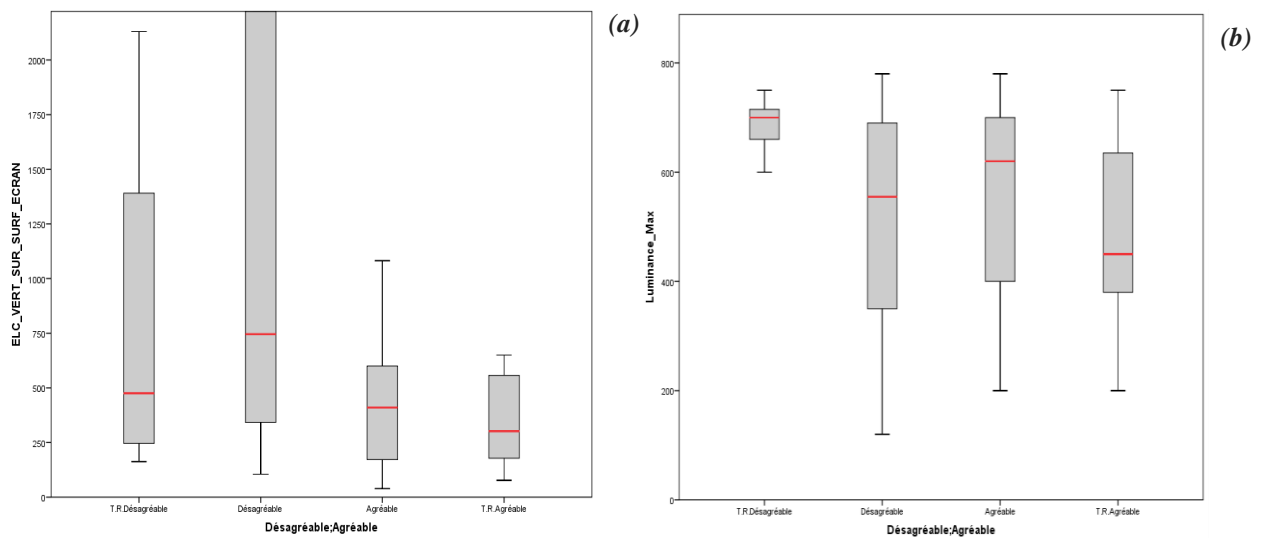 (a)
ELC_VERT_SUR_SURF_ECRAN
2000
1750
1500
1250
1000
750
500
250
0
T.R.Désagréable Désagréable Agréable T.R.Agréable
Désagréable;Agréable
(b)
Luminance_Max
800
600
400
200
0
T.R.Désagréable Désagréable Agréable T.R.Agréable
Désagréable;Agréable